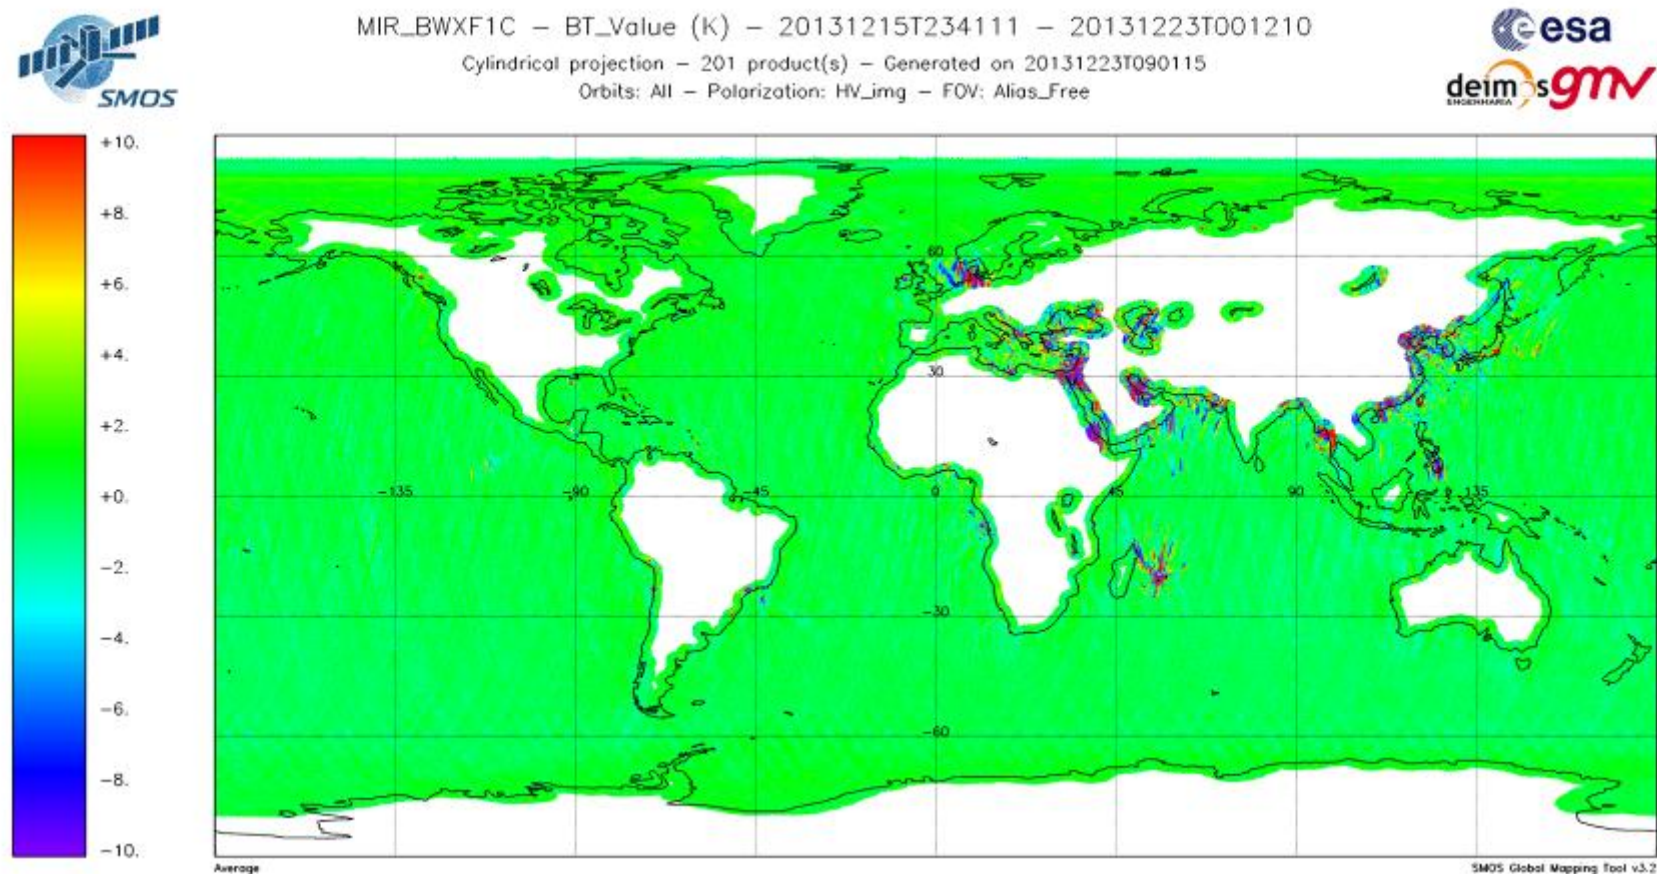 MIR_BWXF1C – BT_Value (K) – 20131215T234111 – 20131223T001210
Cylindrical projection – 201 product(s) – Generated on 20131223T090115
Orbits: All – Polarization: HV_img – FOV: Alias_Free
SMOS
esa
deimos
ENGENHARIA
gmv
+10.
+8.
+6.
+4.
+2.
+0.
−2.
−4.
−6.
−8.
−10.
60
30
−135
−90
−45
0
45
90
135
−30
−60
Average
SMOS Global Mapping Tool v3.2